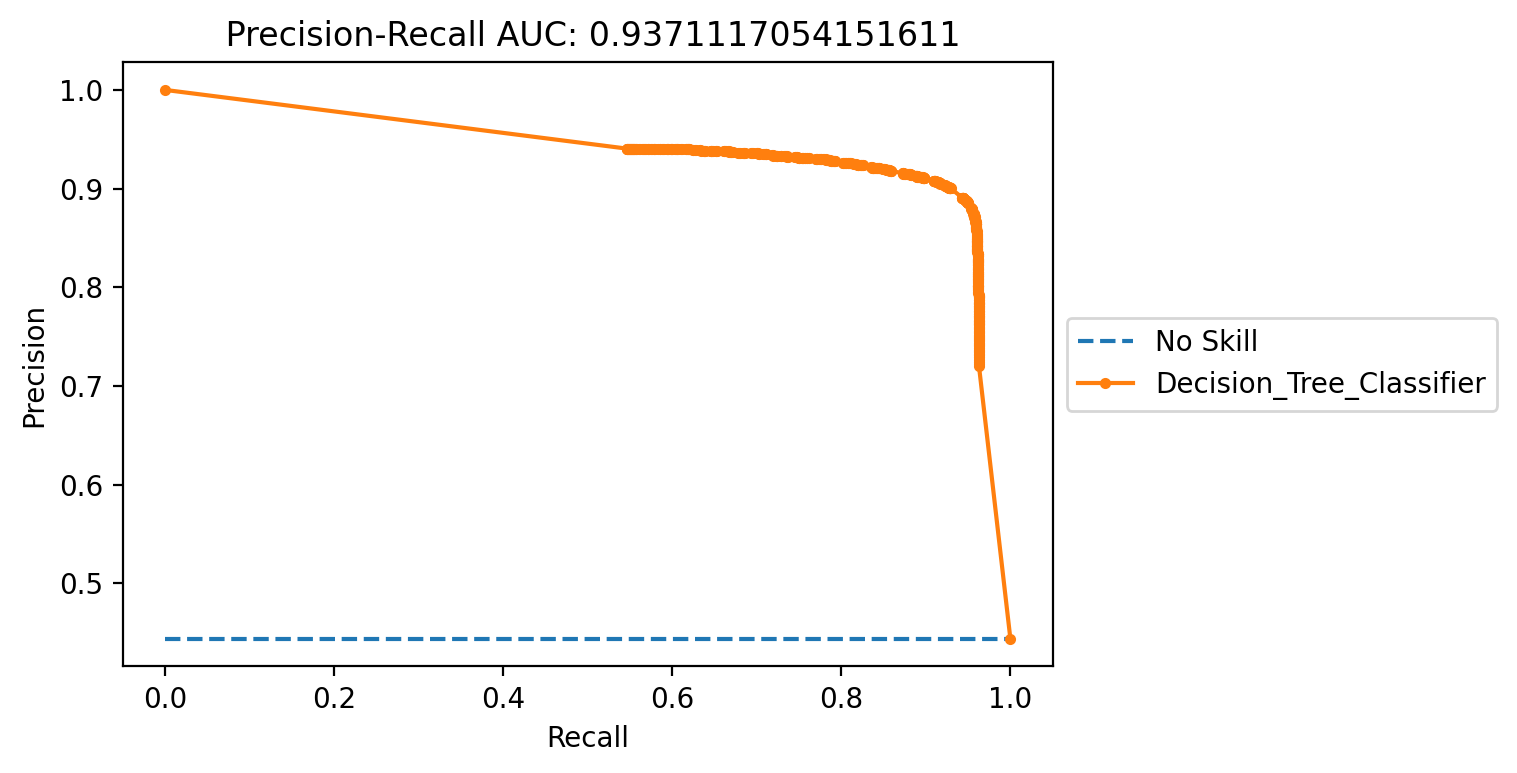 Precision-Recall AUC: 0.9371117054151611
1.0
0.9
0.8
0.7
0.6
0.5
Precision
0.0 0.2 0.4 0.6 0.8 1.0
Recall
No Skill
Decision_Tree_Classifier